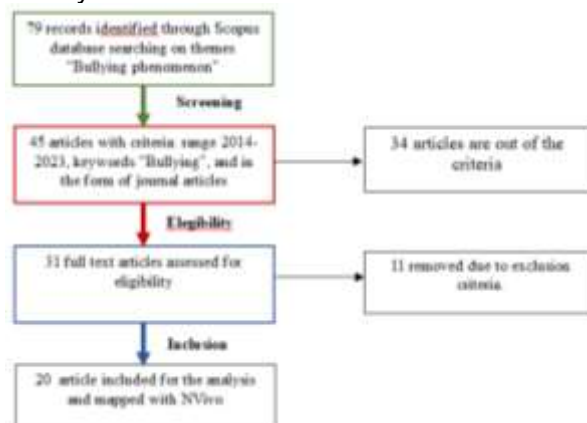 79 records identified through Scopus
database searching on themes
"Bullying phenomenon"
Screening
45 articles with criteria: range 2014-
2023, keywords "Bullying", and in
the form of journal articles
34 articles are out of the
criteria
Elegibility
31 full text articles assessed for
eligibility
11 removed due to exclusion
criteria.
Inclusion
20 article included for the analysis
and mapped with NVivo